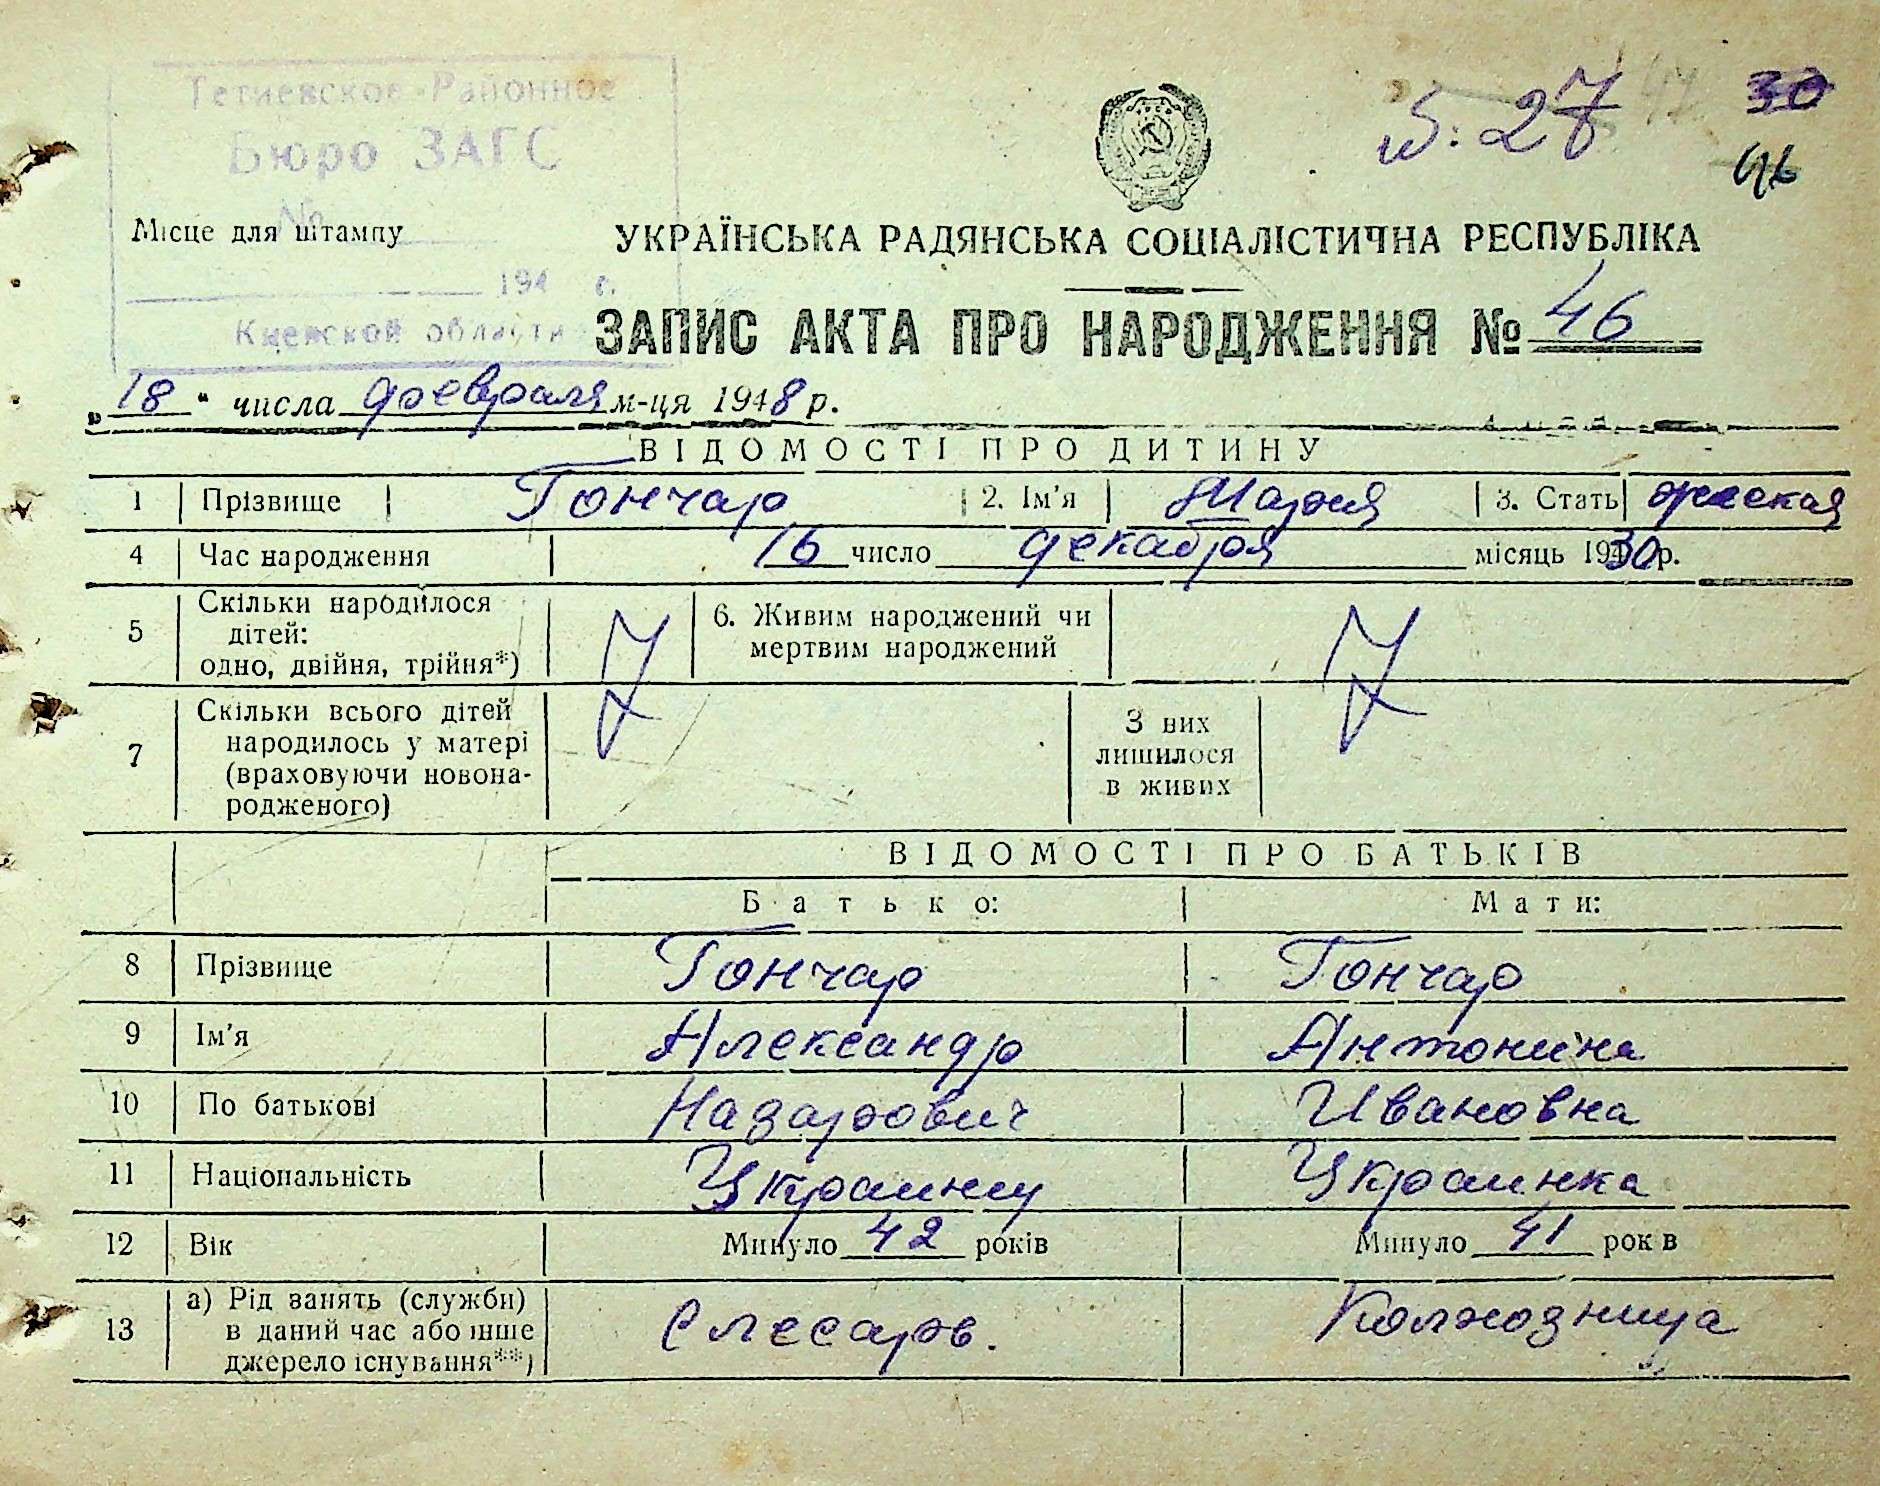 Тетиевское Районное
Бюро ЗАГС
№
194 г.
Киевской области
Місце для штампу
27
30
46
УКРАЇНСЬКА РАДЯНСЬКА СОЦІАЛІСТИЧНА РЕСПУБЛІКА
ЗАПИС АКТА ПРО НАРОДЖЕННЯ № 46
„18“ числа февраля м-ця 1948 р.
ВІДОМОСТІ ПРО ДИТИНУ
1 Прізвище Гончар 2. Ім'я Мария 3. Стать женская
4 Час народження 16 число декабря місяць 1930 р.
5 Скільки народилося дітей: одно, двійня, трійня*) 6. Живим народжений чи мертвим народжений
7 Скільки всього дітей народилось у матері (враховуючи новонародженого) З них лишилося в живих
ВІДОМОСТІ ПРО БАТЬКІВ
Батько: Мати:
8 Прізвище Гончар Гончар
9 Ім'я Александр Антонина
10 По батькові Назарович Ивановна
11 Національність Украинец Украинка
12 Вік Минуло 42 років Минуло 41 рок в
13 а) Рід занять (служби) в даний час або інше джерело існування**) Слесарь. Колхозница